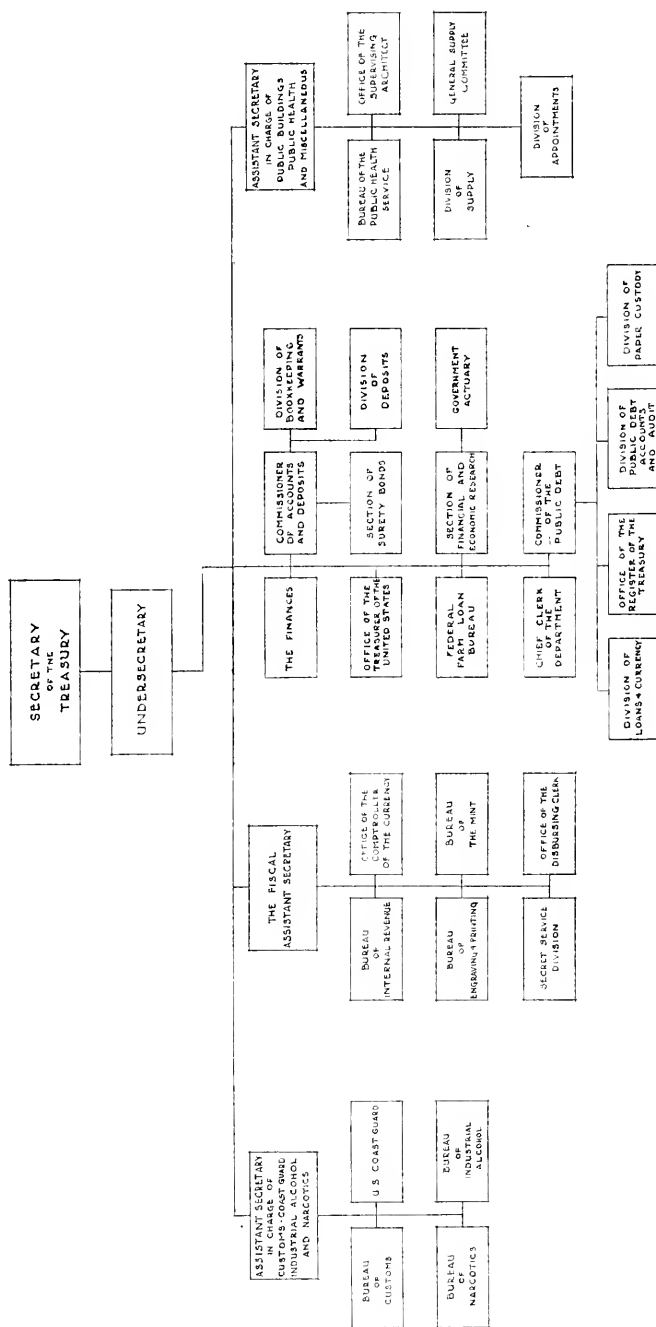 SECRETARY
OF THE
TREASURY
UNDERSECRETARY
ASSISTANT SECRETARY
IN CHARGE OF
CUSTOMS-COAST GUARD
INDUSTRIAL ALCOHOL
AND NARCOTICS
BUREAU
OF
CUSTOMS
U S COAST GUARD
BUREAU
OF
NARCOTICS
BUREAU
OF
INDUSTRIAL
ALCOHOL
THE FISCAL
ASSISTANT SECRETARY
BUREAU
OF
INTERNAL REVENUE
OFFICE OF THE
COMPTROLLER
OF THE CURRENCY
BUREAU
OF
ENGRAVING & PRINTING
BUREAU
OF
THE MINT
SECRET SERVICE
DIVISION
OFFICE OF THE
DISBURSING CLERK
THE FINANCES
COMMISSIONER
OF ACCOUNTS
AND DEPOSITS
DIVISION OF
BOOKKEEPING
AND WARRANTS
OFFICE OF THE
TREASURER OF THE
UNITED STATES
SECTION OF
SURETY BONDS
DIVISION
OF
DEPOSITS
FEDERAL
FARM LOAN
BUREAU
SECTION OF
FINANCIAL AND
ECONOMIC RESEARCH
GOVERNMENT
ACTUARY
CHIEF CLERK
OF THE
DEPARTMENT
COMMISSIONER
OF THE
PUBLIC DEBT
DIVISION OF
LOANS & CURRENCY
OFFICE OF THE
REGISTER OF THE
TREASURY
DIVISION OF
PUBLIC DEBT
ACCOUNTS
AND AUDIT
DIVISION OF
PAPER CUSTODY
ASSISTANT SECRETARY
IN CHARGE OF
PUBLIC BUILDINGS
PUBLIC HEALTH
AND MISCELLANEOUS
BUREAU OF THE
PUBLIC HEALTH
SERVICE
OFFICE OF THE
SUPERVISING
ARCHITECT
DIVISION
OF
SUPPLY
GENERAL SUPPLY
COMMITTEE
DIVISION
OF
APPOINTMENTS